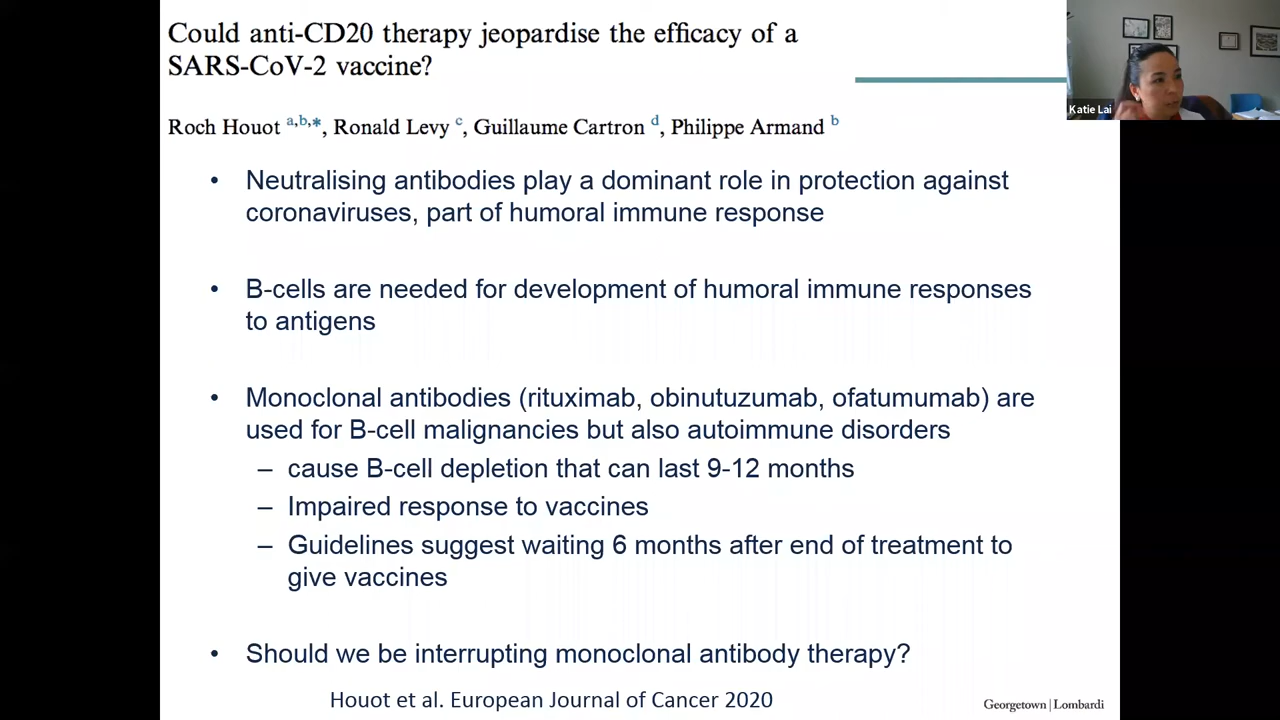 Could anti-CD20 therapy jeopardise the efficacy of a
SARS-CoV-2 vaccine?
Katie Lai
Roch Houot a,b,*, Ronald Levy c, Guillaume Cartron d, Philippe Armand b
• Neutralising antibodies play a dominant role in protection against
coronaviruses, part of humoral immune response
• B-cells are needed for development of humoral immune responses
to antigens
• Monoclonal antibodies (rituximab, obinutuzumab, ofatumumab) are
used for B-cell malignancies but also autoimmune disorders
– cause B-cell depletion that can last 9-12 months
– Impaired response to vaccines
– Guidelines suggest waiting 6 months after end of treatment to
give vaccines
• Should we be interrupting monoclonal antibody therapy?
Houot et al. European Journal of Cancer 2020
Georgetown | Lombardi